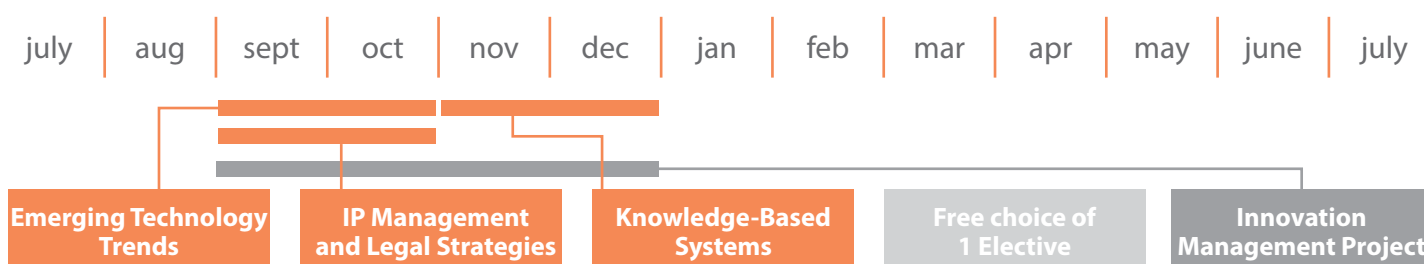 july aug sept oct nov dec jan feb mar apr may june july
Emerging Technology
Trends
IP Management
and Legal Strategies
Knowledge-Based
Systems
Free choice of
1 Elective
Innovation
Management Project